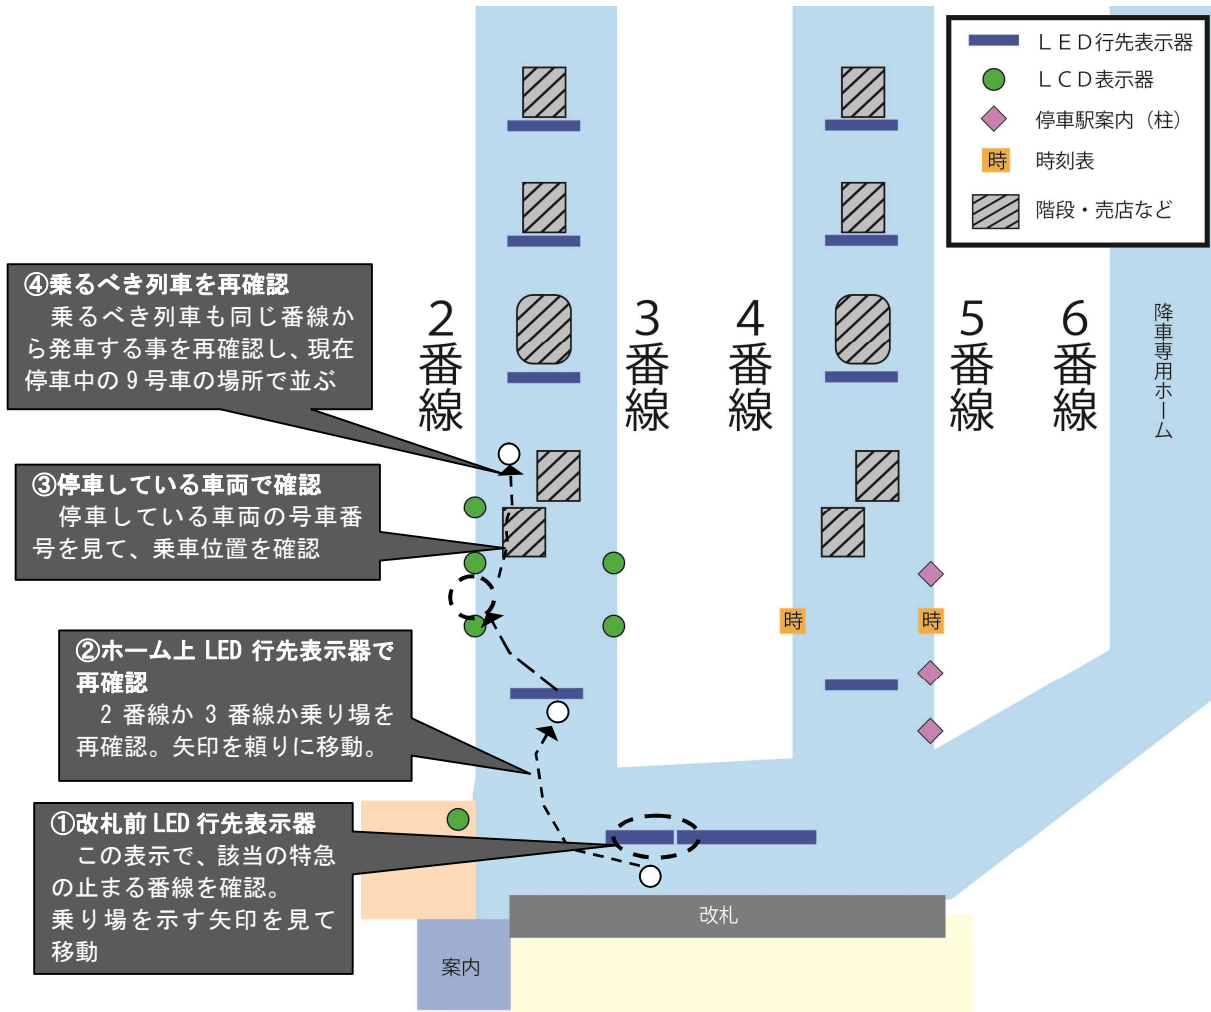 LED行先表示器
LCD表示器
停車駅案内（柱）
時 時刻表
階段・売店など
④乗るべき列車を再確認
乗るべき列車も同じ番線か
ら発車する事を再確認し、現在
停車中の9号車の場所で並ぶ
2番線
3番線
4番線
5番線
6番線
降車専用ホーム
③停車している車両で確認
停車している車両の号車番
号を見て、乗車位置を確認
時
時
②ホーム上 LED 行先表示器で
再確認
2 番線か 3 番線か乗り場を
再確認。矢印を頼りに移動。
①改札前 LED 行先表示器
この表示で、該当の特急
の止まる番線を確認。
乗り場を示す矢印を見て
移動
改札
案内